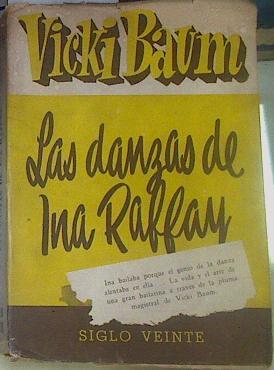 Vicki Baum
Las danzas de
Ina Raffay
Ina bailaba porque el genio de la danza
alentaba en ella - La vida y el arte de
una gran bailarina a través de la pluma
magistral de Vicki Baum.
SIGLO VEINTE